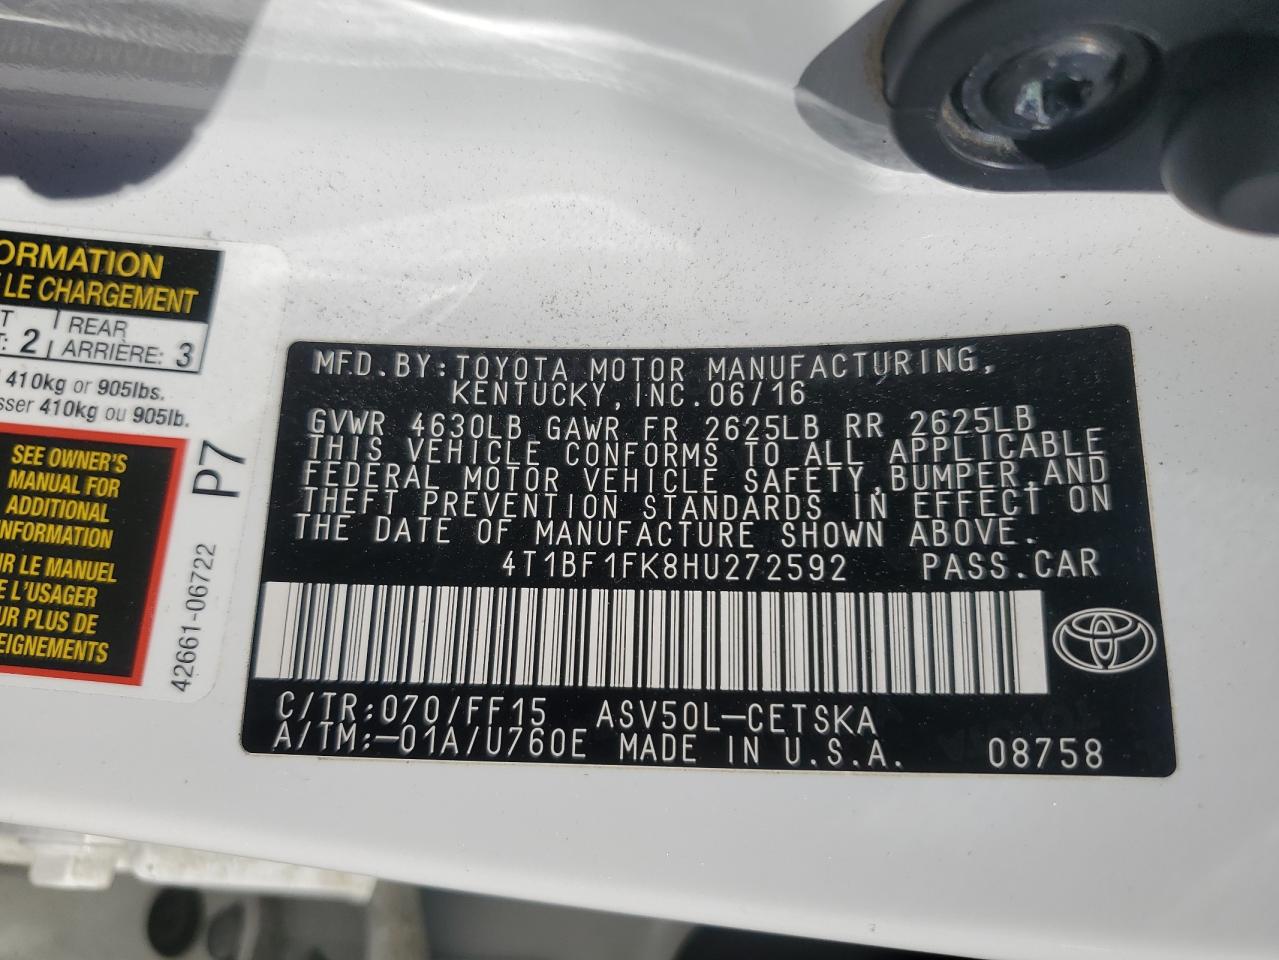 ORMATION
LE CHARGEMENT
T 2 REAR
: ARRIÈRE: 3
410kg or 905lbs.
sser 410kg ou 905lb.
SEE OWNER'S
MANUAL FOR
ADDITIONAL
INFORMATION
IR LE MANUEL
E L'USAGER
UR PLUS DE
EIGNEMENTS
P7
42661-06722
MFD.BY:TOYOTA MOTOR MANUFACTURING,
KENTUCKY,INC.06/16
GVWR 4630LB GAWR FR 2625LB RR 2625LB
THIS VEHICLE CONFORMS TO ALL APPLICABLE
FEDERAL MOTOR VEHICLE SAFETY,BUMPER,AND
THEFT PREVENTION STANDARDS IN EFFECT ON
THE DATE OF MANUFACTURE SHOWN ABOVE.
4T1BF1FK8HU272592 PASS.CAR
C/TR:070/FF15 ASV50L-CETSKA
A/TM:-01A/U760E MADE IN U.S.A. 08758